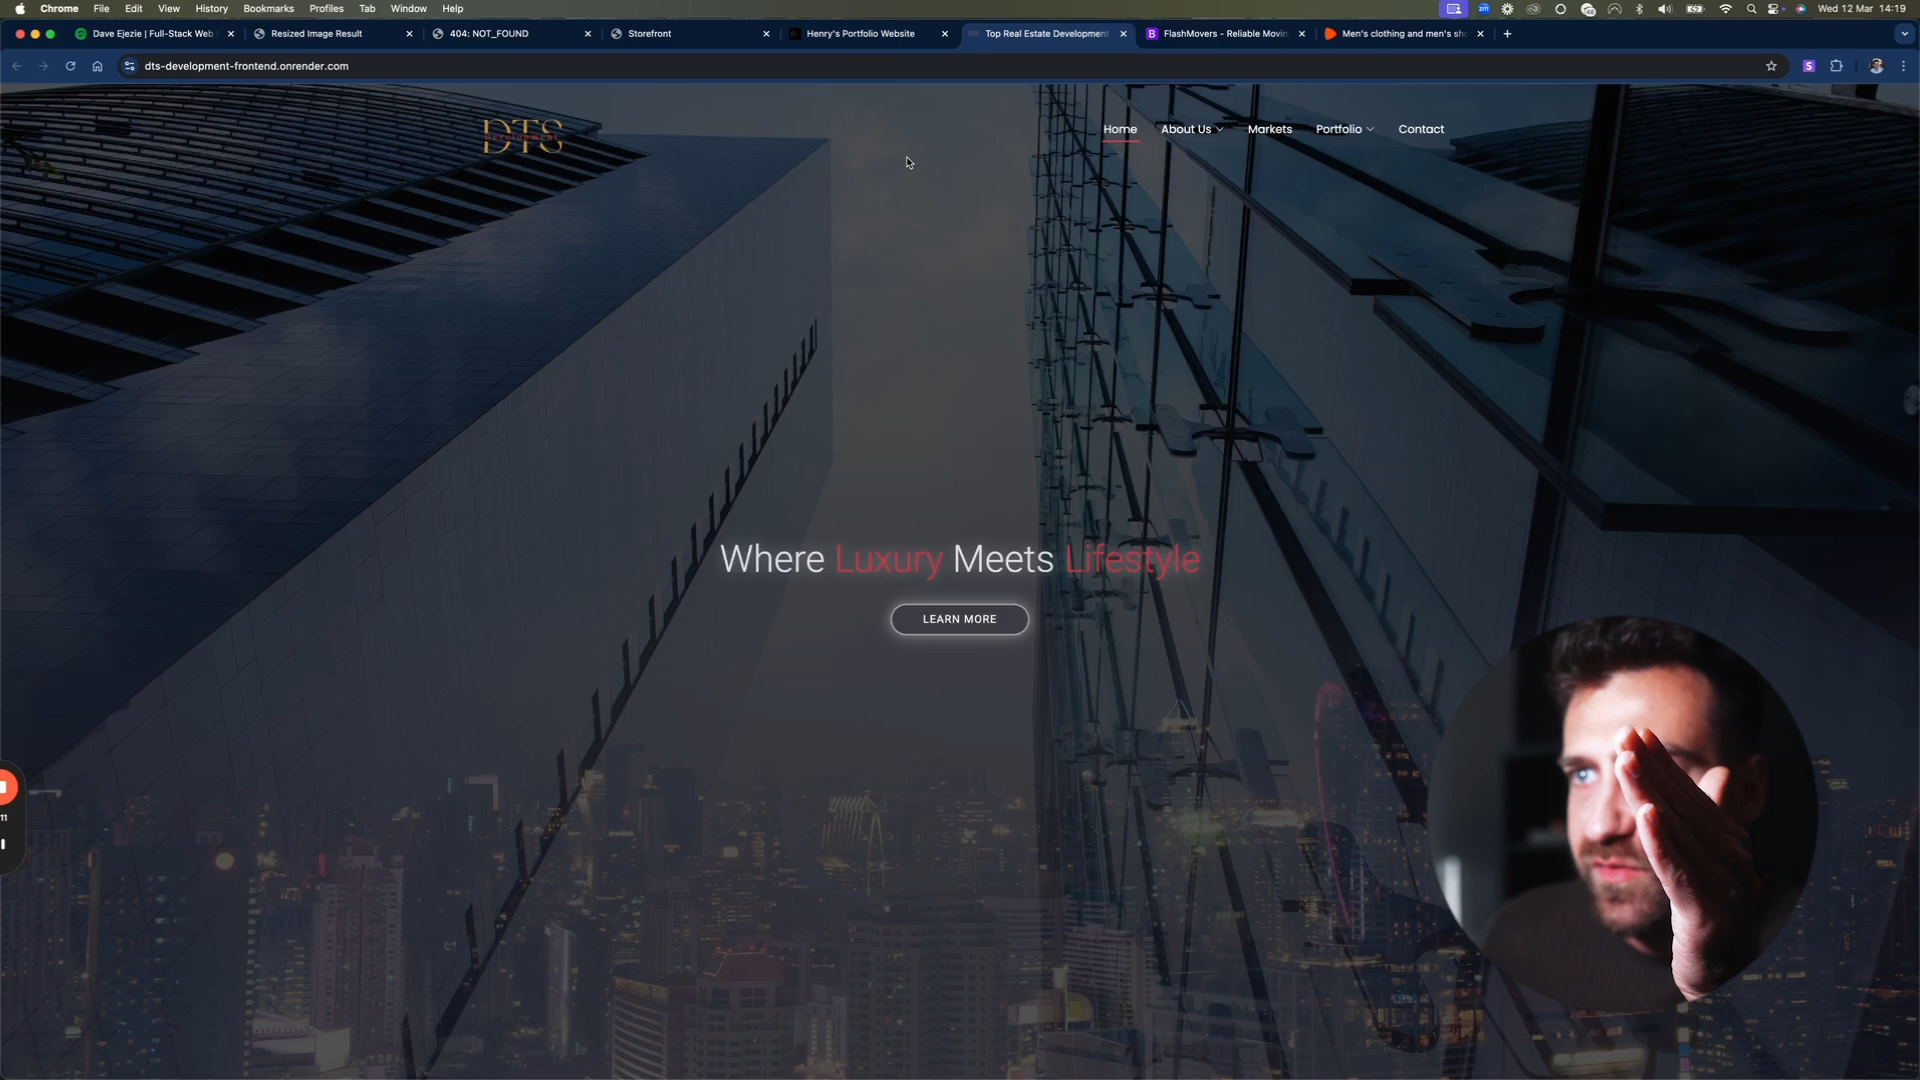 Chrome File Edit View History Bookmarks Profiles Tab Window Help Wed 12 Mar 14:19
Dave Ejezie | Full-Stack Web Resized Image Result 404: NOT_FOUND Storefront Henry's Portfolio Website Top Real Estate Development FlashMovers - Reliable Movin Men's clothing and men's sho
dts-development-frontend.onrender.com
DTS
Development
Home About Us Markets Portfolio Contact
Where Luxury Meets Lifestyle
LEARN MORE
11